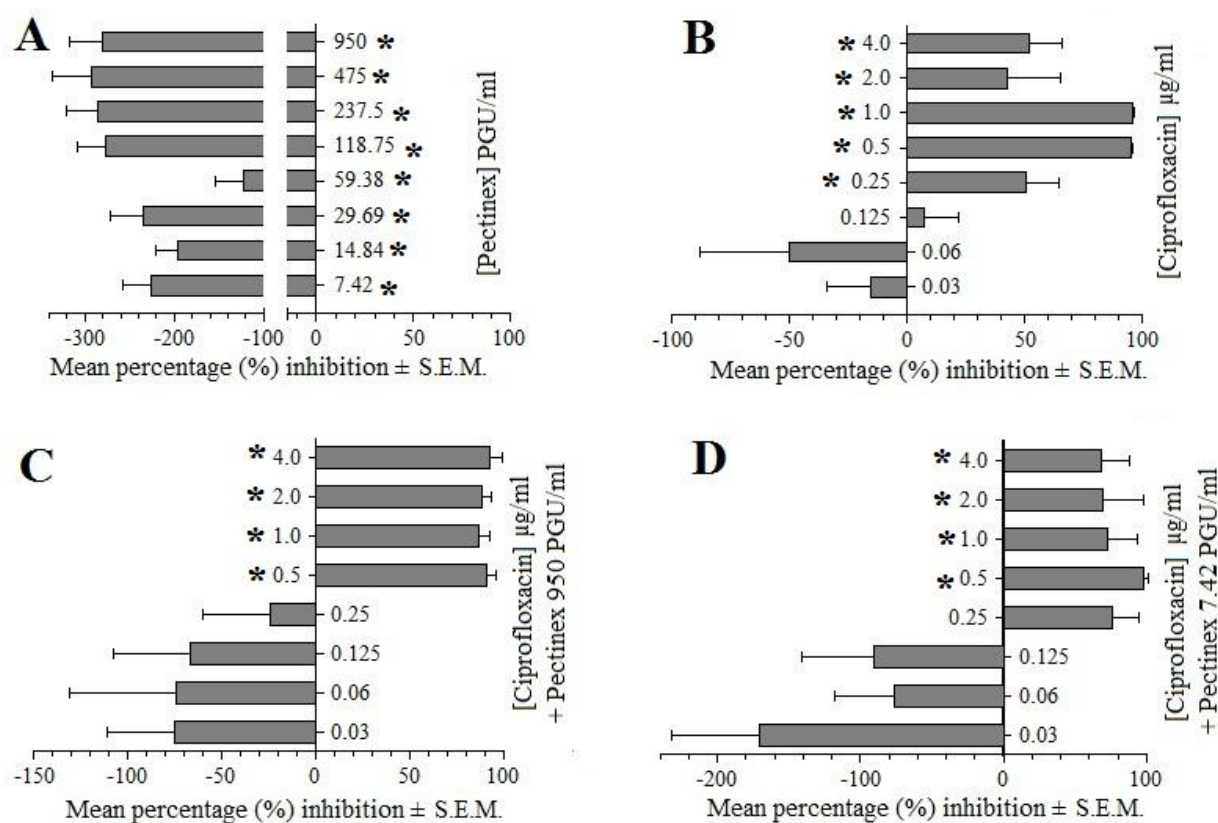 A
950 *
475 *
237.5 *
118.75 *
59.38 *
29.69 *
14.84 *
7.42 *
[Pectinex] PGU/ml
-300 -200 -100 0 50 100
Mean percentage (%) inhibition ± S.E.M.
B
* 4.0
* 2.0
* 1.0
* 0.5
* 0.25
0.125
0.06
0.03
[Ciprofloxacin] µg/ml
-100 -50 0 50 100
Mean percentage (%) inhibition ± S.E.M.
C
* 4.0
* 2.0
* 1.0
* 0.5
0.25
0.125
0.06
0.03
[Ciprofloxacin] µg/ml
+ Pectinex 950 PGU/ml
-150 -100 -50 0 50 100
Mean percentage (%) inhibition ± S.E.M.
D
* 4.0
* 2.0
* 1.0
* 0.5
0.25
0.125
0.06
0.03
[Ciprofloxacin] µg/ml
+ Pectinex 7.42 PGU/ml
-200 -100 0 100
Mean percentage (%) inhibition ± S.E.M.